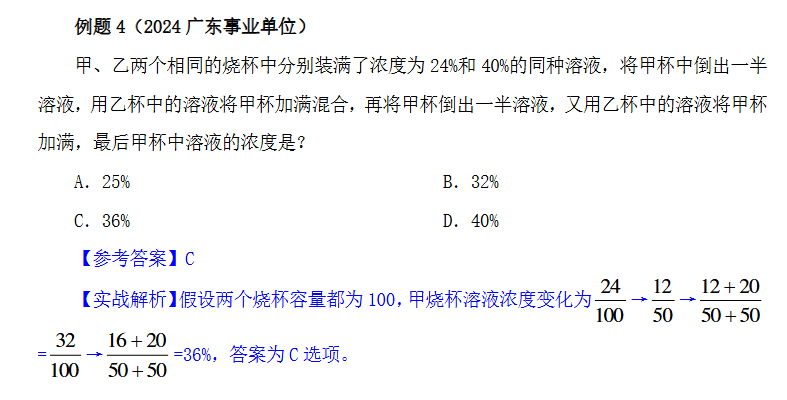 例题 4（2024 广东事业单位）
甲、乙两个相同的烧杯中分别装满了浓度为 24%和 40%的同种溶液，将甲杯中倒出一半
溶液，用乙杯中的溶液将甲杯加满混合，再将甲杯倒出一半溶液，又用乙杯中的溶液将甲杯
加满，最后甲杯中溶液的浓度是？
A. 25% B. 32%
C. 36% D. 40%
【参考答案】C
【实战解析】假设两个烧杯容量都为 100，甲烧杯溶液浓度变化为 24/100 → 12/50 → (12+20)/(50+50)
= 32/100 → (16+20)/(50+50) =36%，答案为 C 选项。